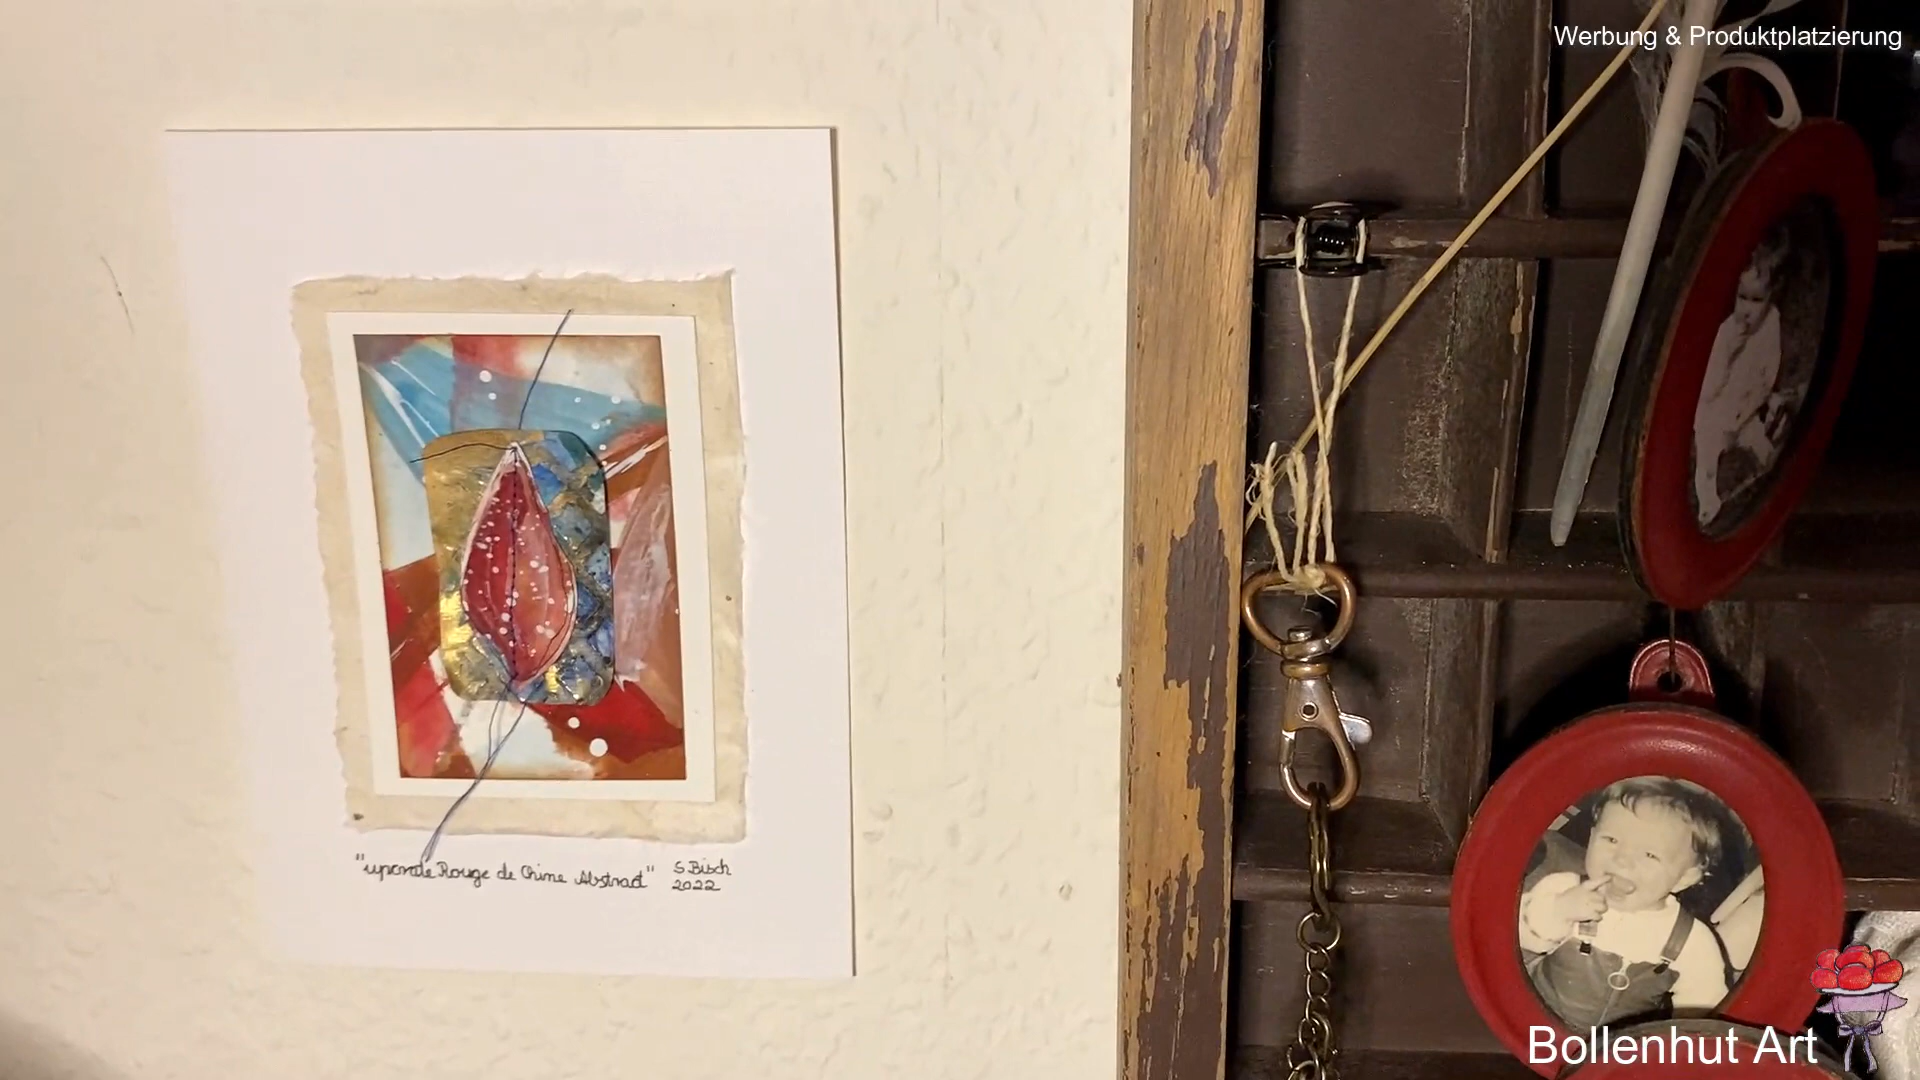 Werbung & Produktplatzierung
Rouge de Chine Abstract" S Bisch
2022
Bollenhut Art